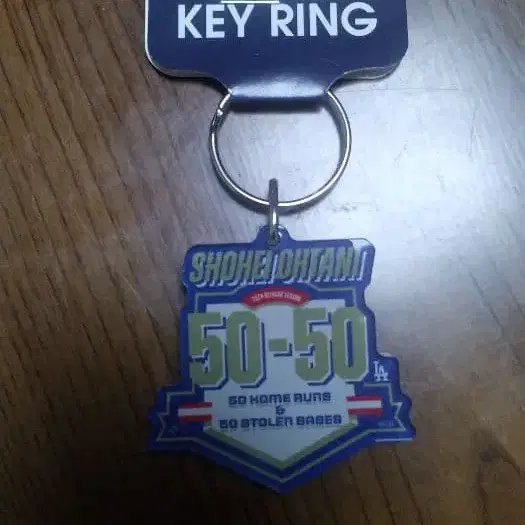 KEY RING
SHOHEI OHTANI
50-50
LA
50 HOME RUNS
&
50 STOLEN BASES